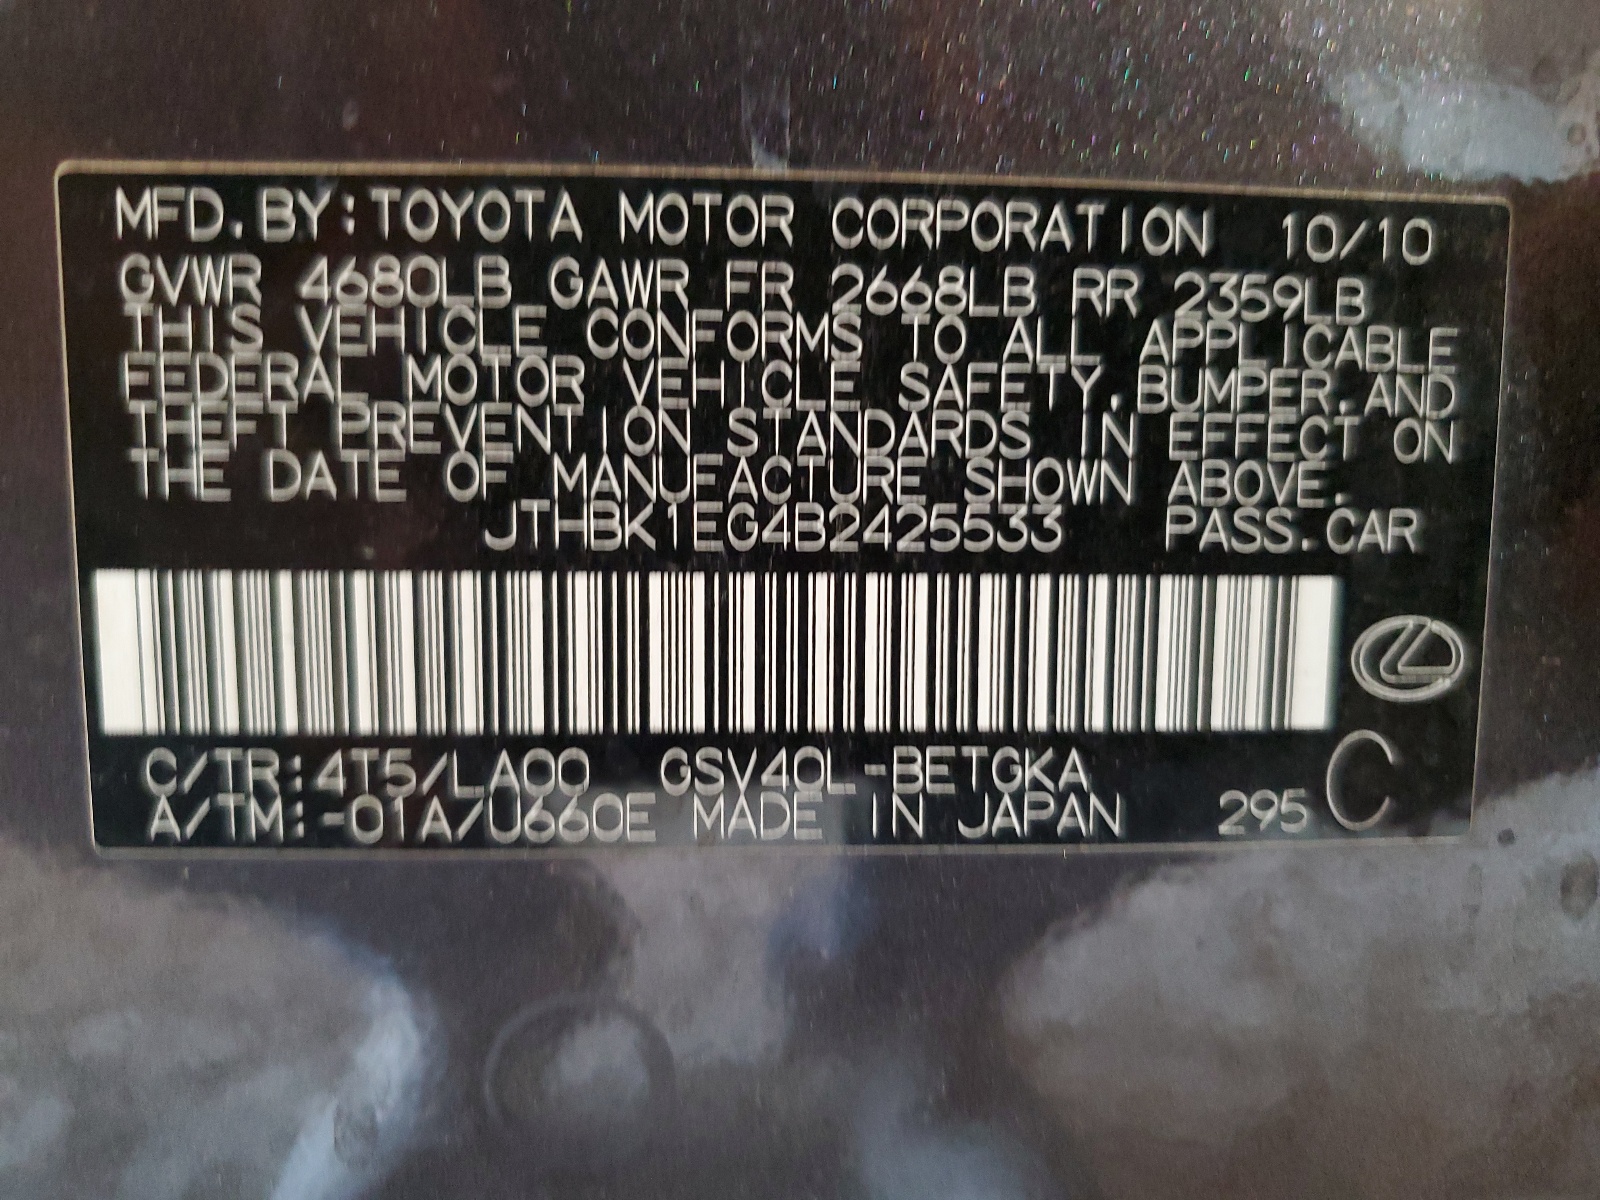 MFD. BY: TOYOTA MOTOR CORPORATION 10/10
GVWR 4680LB GAWR FR 2668LB RR 2359LB
THIS VEHICLE CONFORMS TO ALL APPLICABLE
FEDERAL MOTOR VEHICLE SAFETY, BUMPER, AND
THEFT PREVENTION STANDARDS IN EFFECT ON
THE DATE OF MANUFACTURE SHOWN ABOVE.
JTHBK1EG4B2425533 PASS. CAR
C/TR: 4T5/LA00 GSV40L-BETGKA
A/TM: -01A/U660E MADE IN JAPAN 295 C